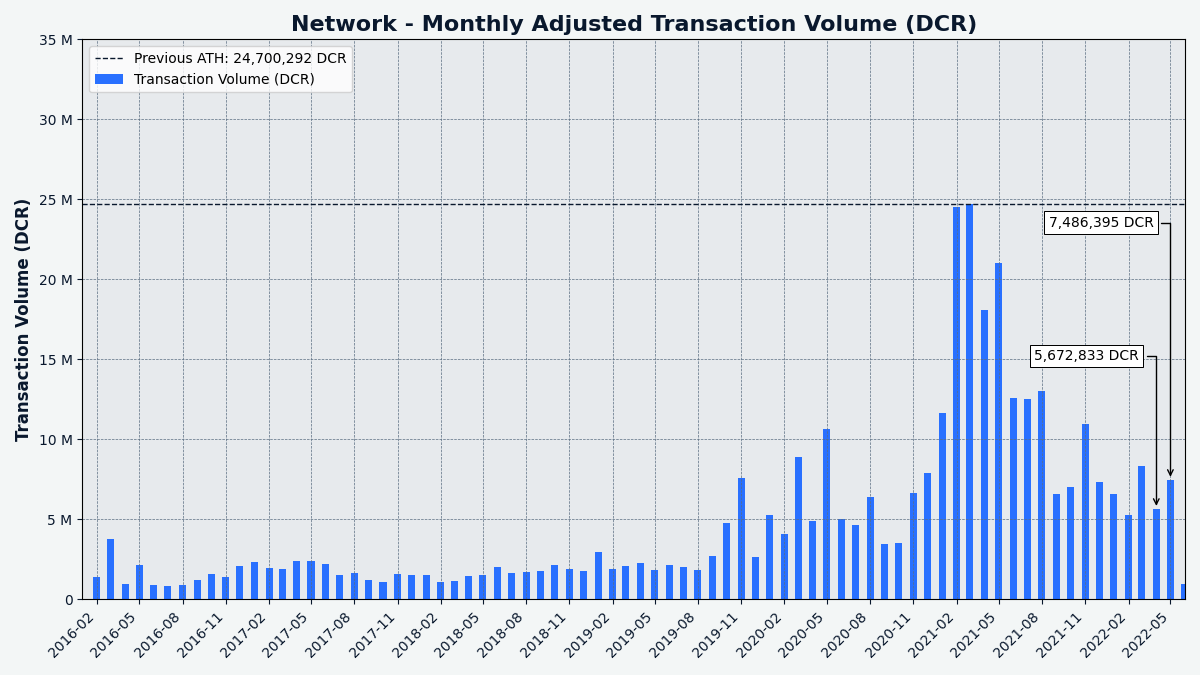 Network - Monthly Adjusted Transaction Volume (DCR)
35 M
Previous ATH: 24,700,292 DCR
Transaction Volume (DCR)
30 M
25 M
7,486,395 DCR
20 M
15 M
5,672,833 DCR
10 M
5 M
0
Transaction Volume (DCR)
2016-02
2016-05
2016-08
2016-11
2017-02
2017-05
2017-08
2017-11
2018-02
2018-05
2018-08
2018-11
2019-02
2019-05
2019-08
2019-11
2020-02
2020-05
2020-08
2020-11
2021-02
2021-05
2021-08
2021-11
2022-02
2022-05